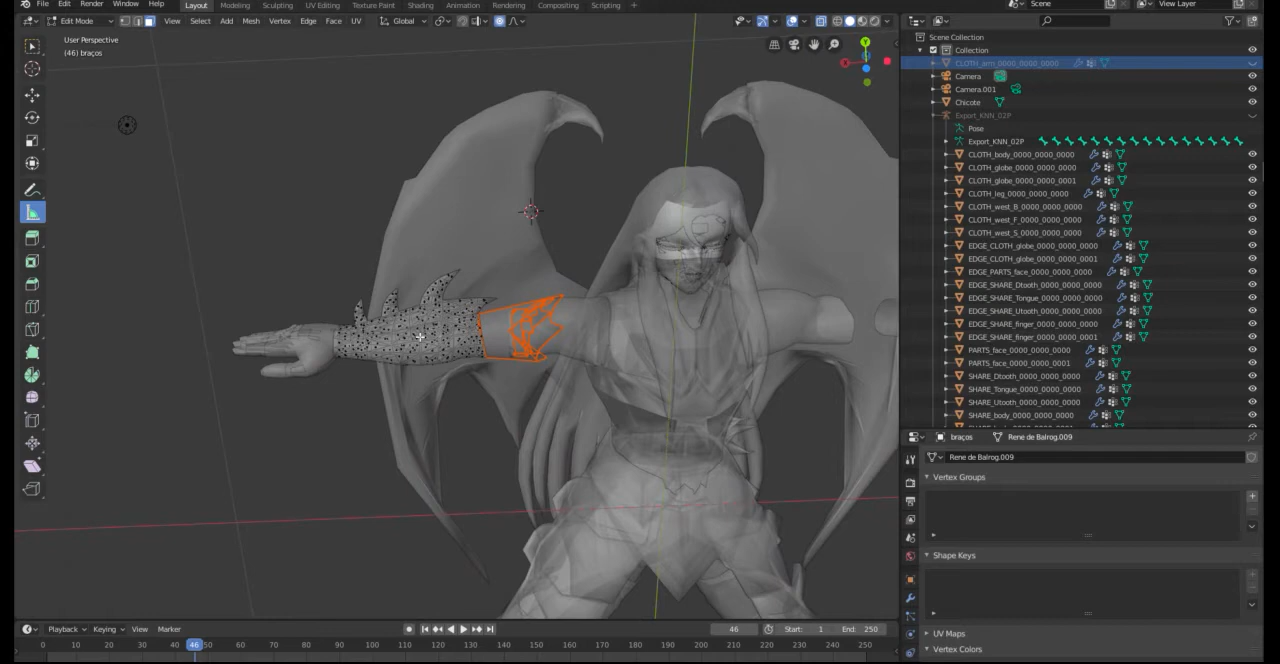 File Edit Render Window Help Layout Modeling Sculpting UV Editing Texture Paint Shading Animation Rendering Compositing Scripting + Scene View Layer
Edit Mode View Select Add Mesh Vertex Edge Face UV Global
User Perspective
(46) braços
Y
X
Scene Collection
Collection
CLOTH_arm_0000_0000_0000
Camera
Camera.001
Chicote
Export_KNN_02P
Pose
Export_KNN_02P
CLOTH_body_0000_0000_0000
CLOTH_globe_0000_0000_0000
CLOTH_globe_0000_0000_0001
CLOTH_leg_0000_0000_0000
CLOTH_west_B_0000_0000_0000
CLOTH_west_F_0000_0000_0000
CLOTH_west_S_0000_0000_0000
EDGE_CLOTH_globe_0000_0000_0000
EDGE_CLOTH_globe_0000_0000_0001
EDGE_PARTS_face_0000_0000_0000
EDGE_SHARE_Dtooth_0000_0000_0000
EDGE_SHARE_Tongue_0000_0000_0000
EDGE_SHARE_Utooth_0000_0000_0000
EDGE_SHARE_finger_0000_0000_0000
EDGE_SHARE_finger_0000_0000_0001
PARTS_face_0000_0000_0000
PARTS_face_0000_0000_0001
SHARE_Dtooth_0000_0000_0000
SHARE_Tongue_0000_0000_0000
SHARE_Utooth_0000_0000_0000
SHARE_body_0000_0000_0000
braços Rene de Balrog.009
Rene de Balrog.009
Vertex Groups
Shape Keys
UV Maps
Vertex Colors
Playback Keying View Marker 46 Start: 1 End: 250
0 10 20 30 40 46 50 60 70 80 90 100 110 120 130 140 150 160 170 180 190 200 210 220 230 240 250